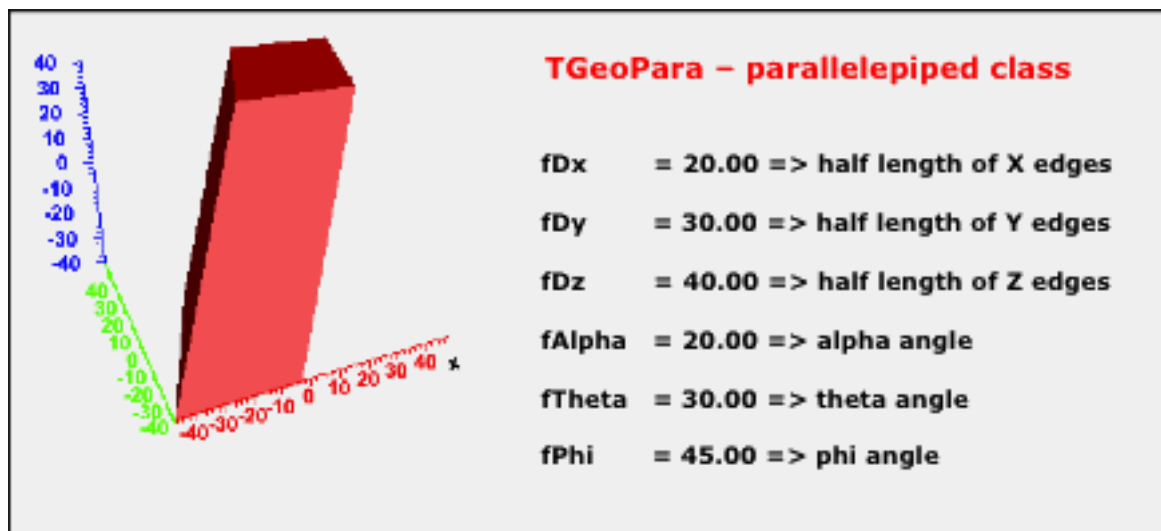 TGeoPara – parallelepiped class
fDx = 20.00 => half length of X edges
fDy = 30.00 => half length of Y edges
fDz = 40.00 => half length of Z edges
fAlpha = 20.00 => alpha angle
fTheta = 30.00 => theta angle
fPhi = 45.00 => phi angle
40
30
20
10
0
-10
-20
-30
-40
40
30
20
10
0
-10
-20
-30
-40
-40 -30 -20 -10 0 10 20 30 40 x